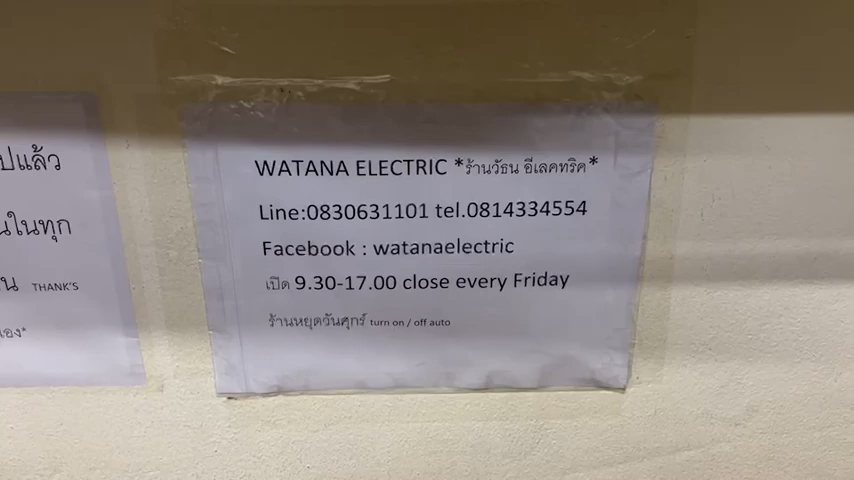 ปแล้ว
นในทุก
น THANK'S
เอง*
WATANA ELECTRIC *ร้านวัธน อีเลคทริค*
Line:0830631101 tel.0814334554
Facebook : watanaelectric
เปิด 9.30-17.00 close every Friday
ร้านหยุดวันศุกร์ turn on / off auto